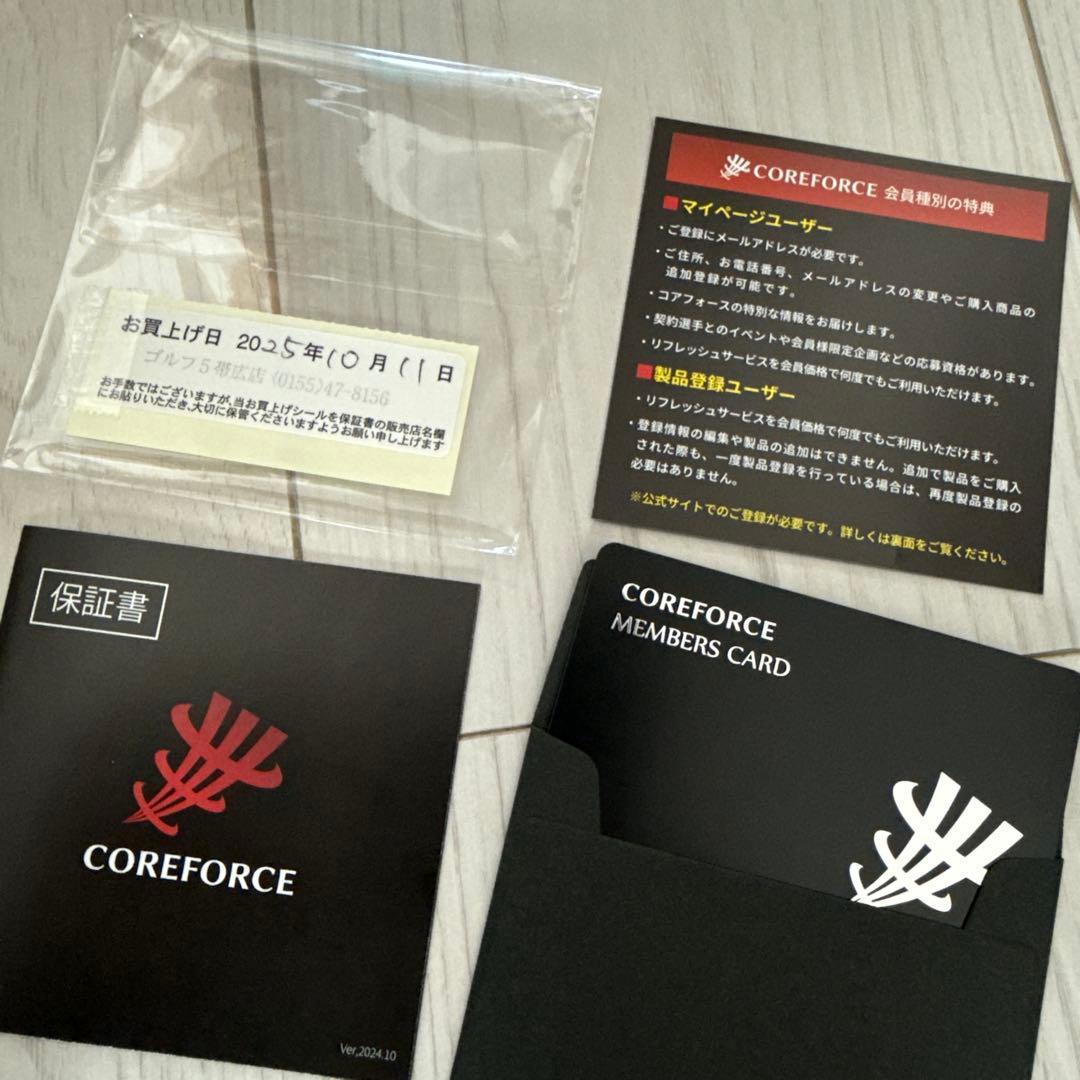 お買上げ日 2025年10月11日
ゴルフ5帯広店 (0155)47-8156
お手数ではございますが、当お買上げシールを保証書の販売店名欄
にお貼りいただき、大切に保管くださいますようお願い申し上げます
COREFORCE 会員種別の特典
■マイページユーザー
・ご登録にメールアドレスが必要です。
・ご住所、お電話番号、メールアドレスの変更やご購入商品の
追加登録が可能です。
・コアフォースの特別な情報をお届けします。
・契約選手とのイベントや会員様限定企画などの応募資格があります。
・リフレッシュサービスを会員価格で何度でもご利用いただけます。
■製品登録ユーザー
・リフレッシュサービスを会員価格で何度でもご利用いただけます。
・登録情報の編集や製品の追加はできません。追加で製品をご購入
された際も、一度製品登録を行っている場合は、再度製品登録の
必要はありません。
※公式サイトでのご登録が必要です。詳しくは裏面をご覧ください。
保証書
COREFORCE
Ver,2024.10
COREFORCE
MEMBERS CARD